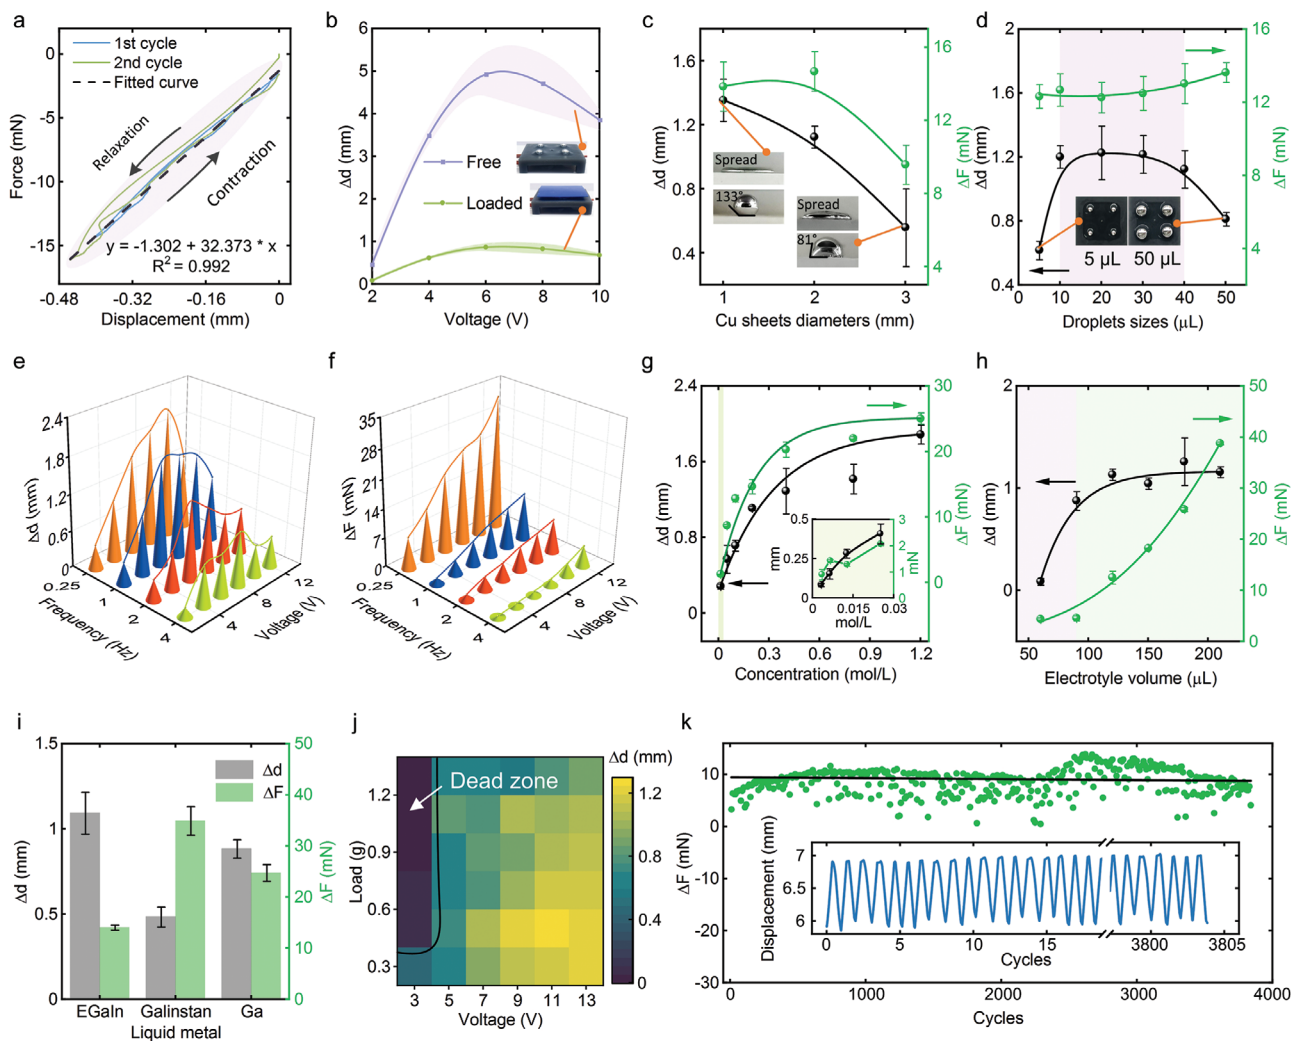 a
1st cycle
2nd cycle
Fitted curve
Relaxation
Contraction
y = -1.302 + 32.373 * x
R² = 0.992
Force (mN)
0
-5
-10
-15
-0.48
-0.32
-0.16
0
Displacement (mm)
b
Δd (mm)
6
5
4
3
2
1
0
Free
Loaded
2
4
6
8
10
Voltage (V)
c
Δd (mm)
1.6
1.2
0.8
0.4
Spread
133°
Spread
81°
16
12
8
4
ΔF (mN)
1
2
3
Cu sheets diameters (mm)
d
Δd (mm)
2
1.6
1.2
0.8
0.4
5 µL
50 µL
16
12
8
4
ΔF (mN)
0
10
20
30
40
50
Droplets sizes (µL)
e
Δd (mm)
2.4
1.8
1.2
0.6
0
0.25
1
2
4
Frequency (Hz)
4
8
12
Voltage (V)
f
ΔF (mN)
35
28
21
14
7
0
0.25
1
2
4
Frequency (Hz)
4
8
12
Voltage (V)
g
Δd (mm)
2.4
1.6
0.8
0
30
20
10
0
ΔF (mN)
mm
0.5
0.25
0
3
2
1
0
mN
0
0.015
0.03
mol/L
0
0.3
0.6
0.9
1.2
Concentration (mol/L)
h
Δd (mm)
2
1
0
50
40
30
20
10
0
ΔF (mN)
50
100
150
200
Electrotyle volume (µL)
i
Δd (mm)
1.5
1
0.5
0
Δd
ΔF
50
40
30
20
10
0
ΔF (mN)
EGaIn
Galinstan
Ga
Liquid metal
j
Load (g)
1.2
0.9
0.6
0.3
Dead zone
3
5
7
9
11
13
Voltage (V)
Δd (mm)
1.2
0.8
0.4
0
k
ΔF (mN)
10
0
-10
-20
-30
Displacement (mm)
7
6.5
6
0
5
10
15
3800
3805
Cycles
0
1000
2000
3000
4000
Cycles